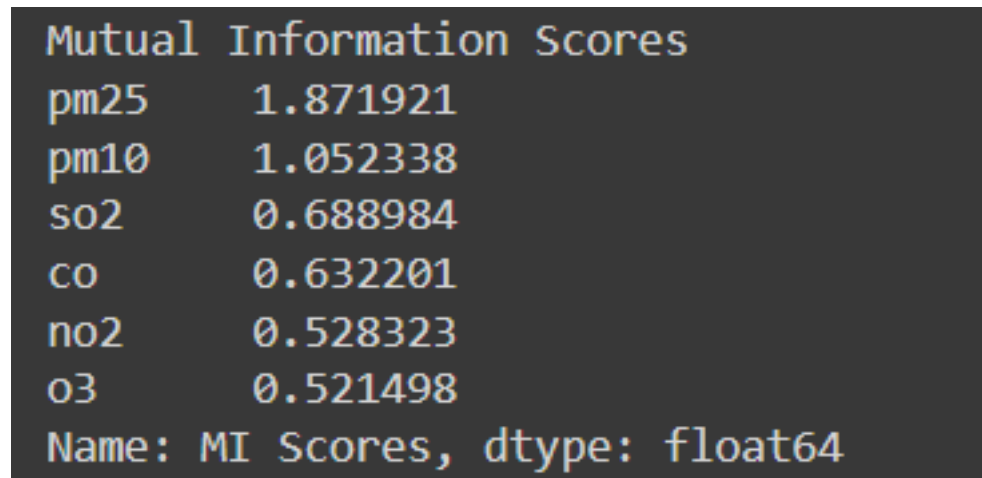 Mutual Information Scores
pm25    1.871921
pm10    1.052338
so2     0.688984
co      0.632201
no2     0.528323
o3      0.521498
Name: MI Scores, dtype: float64